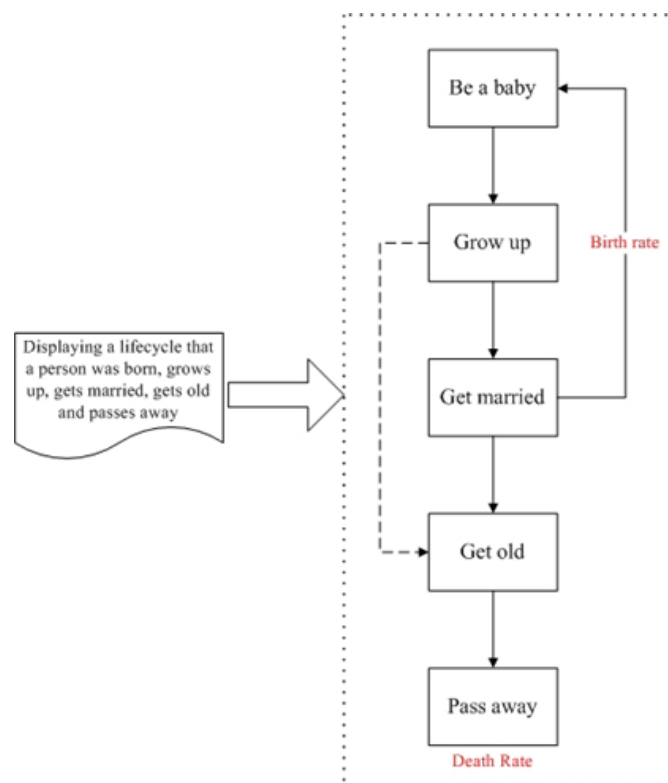 Be a baby
Grow up
Birth rate
Displaying a lifecycle that
a person was born, grows
up, gets married, gets old
and passes away
Get married
Get old
Pass away
Death Rate